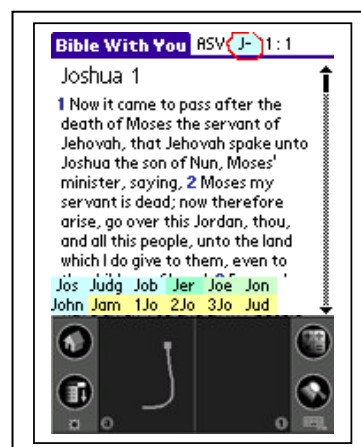 Bible With You ASV J- 1:1
Joshua 1
1 Now it came to pass after the
death of Moses the servant of
Jehovah, that Jehovah spake unto
Joshua the son of Nun, Moses'
minister, saying, 2 Moses my
servant is dead; now therefore
arise, go over this Jordan, thou,
and all this people, unto the land
which I do give to them, even to
Jos Judg Job Jer Joe Jon
John Jam 1Jo 2Jo 3Jo Jud